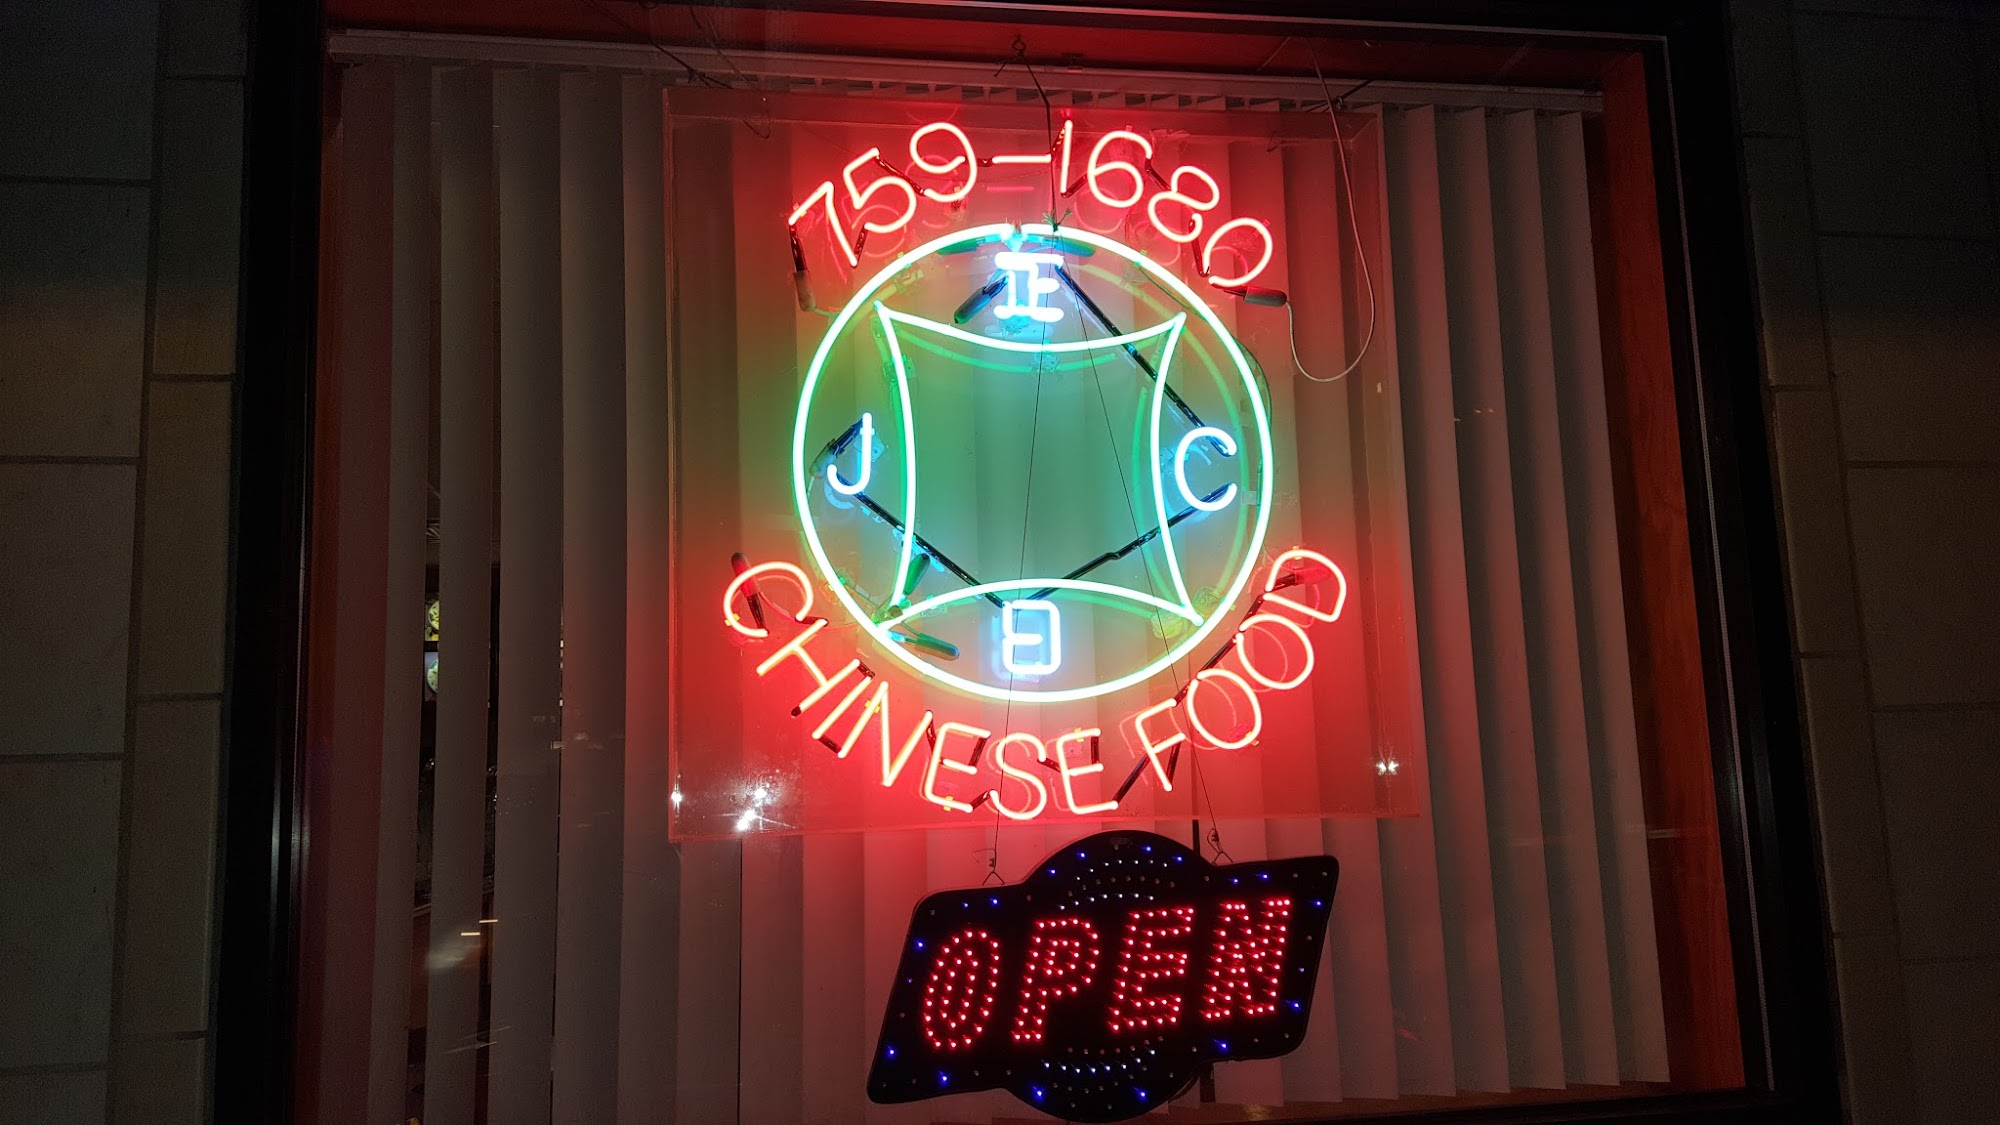 759-1680
正
J C
日
CHINESE FOOD
OPEN